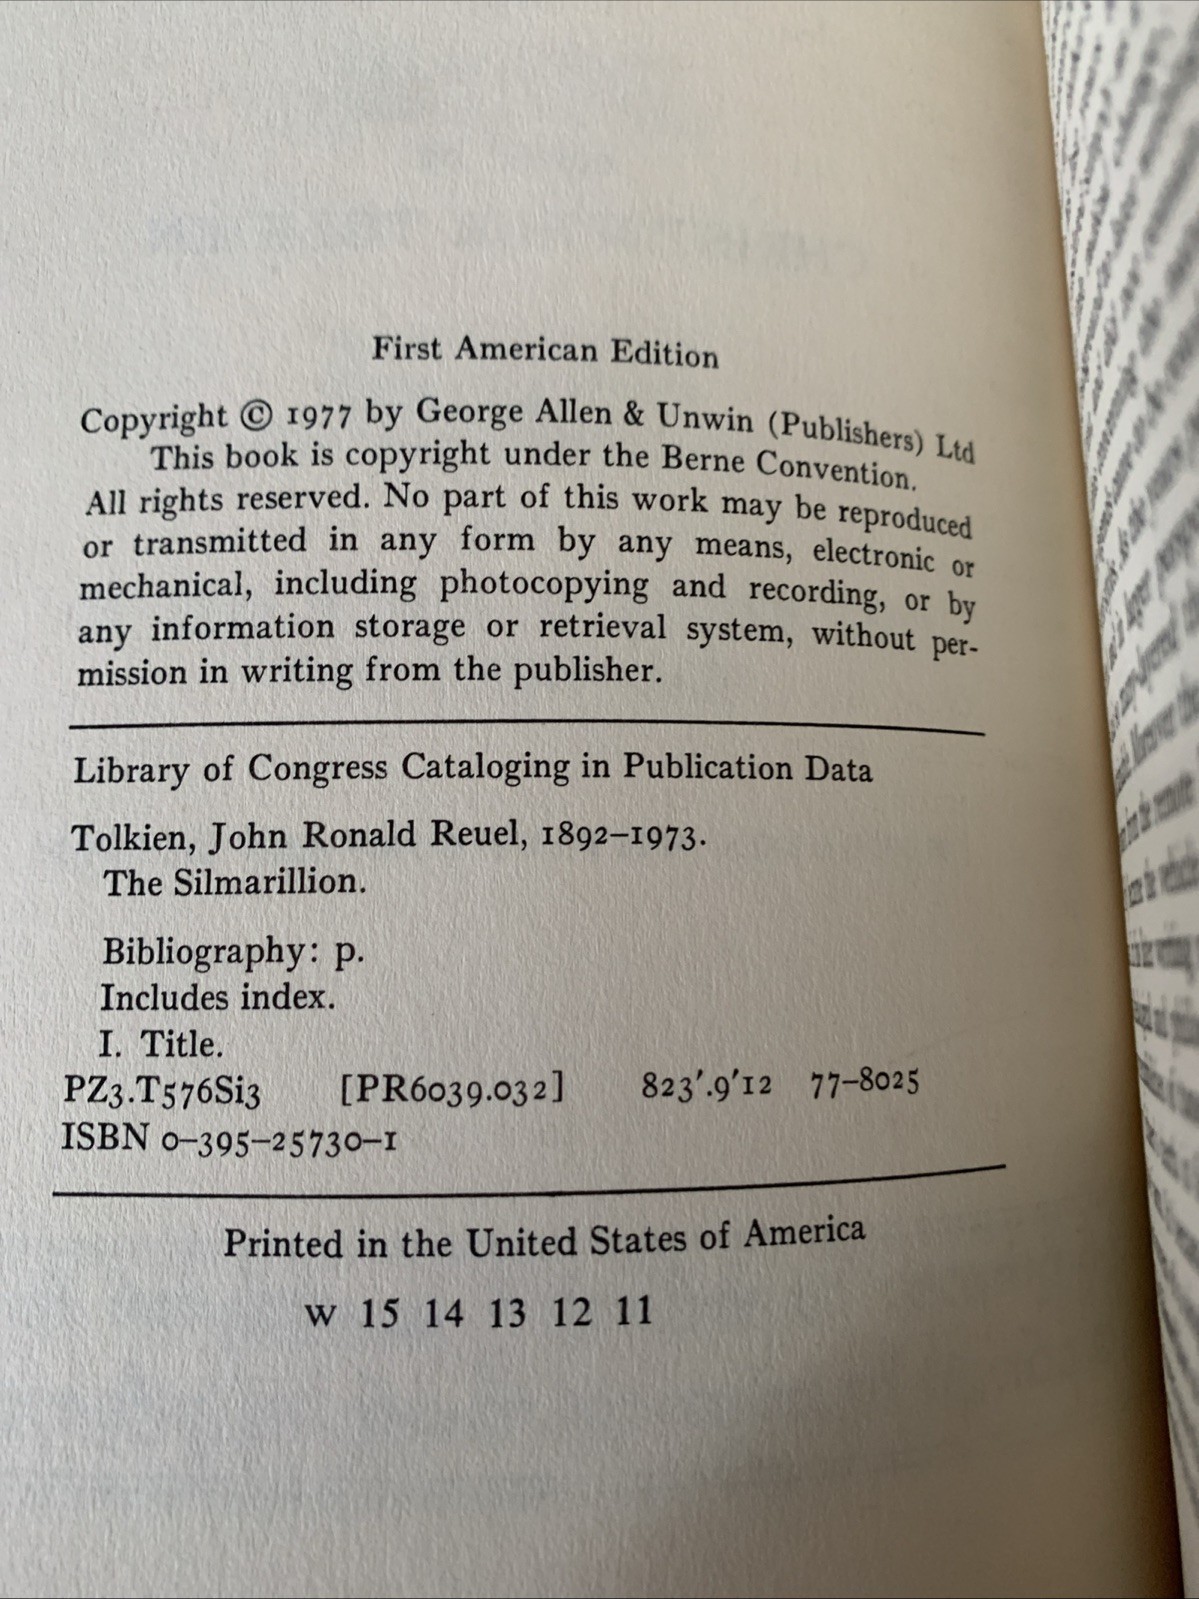 First American Edition
Copyright © 1977 by George Allen & Unwin (Publishers) Ltd
This book is copyright under the Berne Convention.
All rights reserved. No part of this work may be reproduced
or transmitted in any form by any means, electronic or
mechanical, including photocopying and recording, or by
any information storage or retrieval system, without per-
mission in writing from the publisher.
Library of Congress Cataloging in Publication Data
Tolkien, John Ronald Reuel, 1892–1973.
The Silmarillion.
Bibliography: p.
Includes index.
I. Title.
PZ3.T576Si3 [PR6039.032] 823′.9′12 77–8025
ISBN 0–395–25730–1
Printed in the United States of America
W 15 14 13 12 11